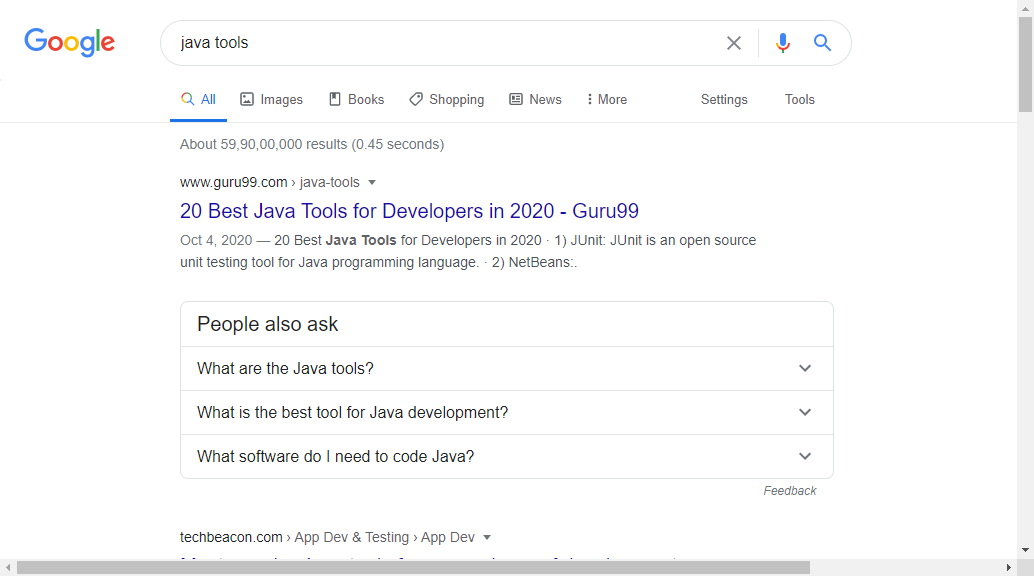 Google
java tools
All Images Books Shopping News More Settings Tools
About 59,90,00,000 results (0.45 seconds)
www.guru99.com › java-tools
20 Best Java Tools for Developers in 2020 - Guru99
Oct 4, 2020 — 20 Best Java Tools for Developers in 2020 · 1) JUnit: JUnit is an open source
unit testing tool for Java programming language. · 2) NetBeans:.
People also ask
What are the Java tools?
What is the best tool for Java development?
What software do I need to code Java?
Feedback
techbeacon.com › App Dev & Testing › App Dev